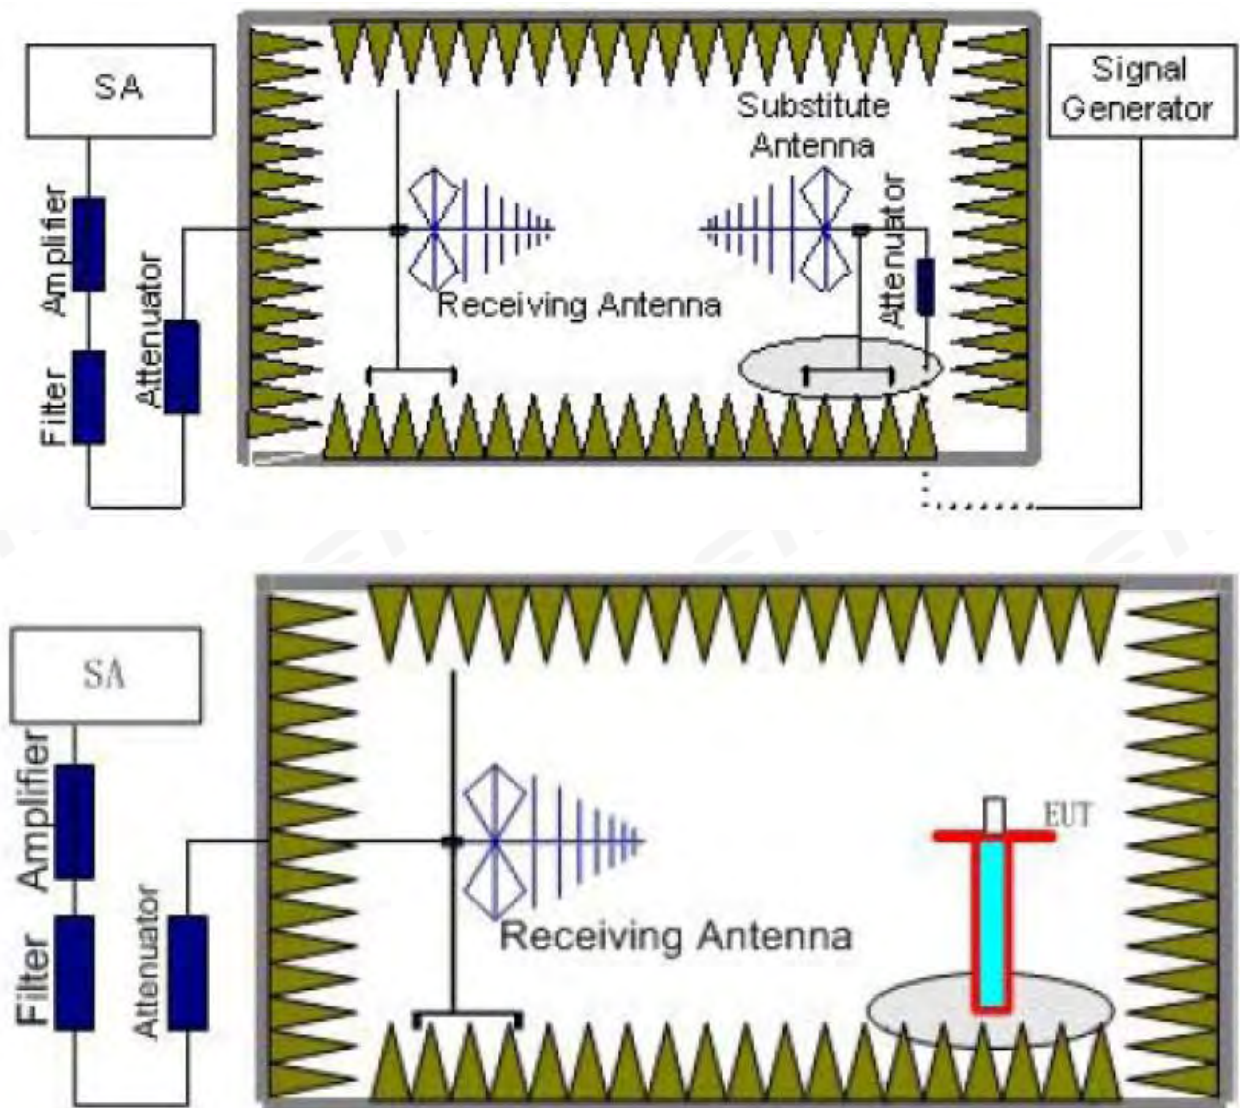 SA
Signal
Generator
Substitute
Antenna
Amplifier
Attenuator
Attenuator
Receiving Antenna
Filter
SA
Amplifier
EUT
Receiving Antenna
Filter
Attenuator